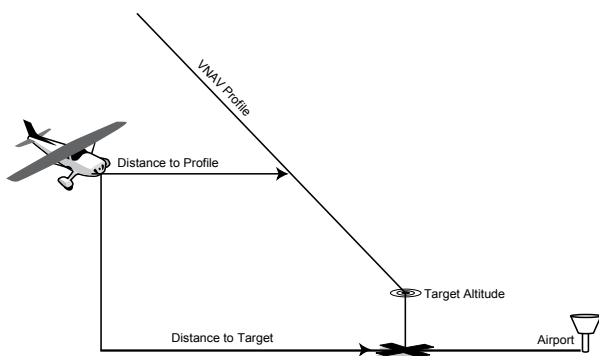 VNAV Profile
Distance to Profile
Target Altitude
Distance to Target
Airport